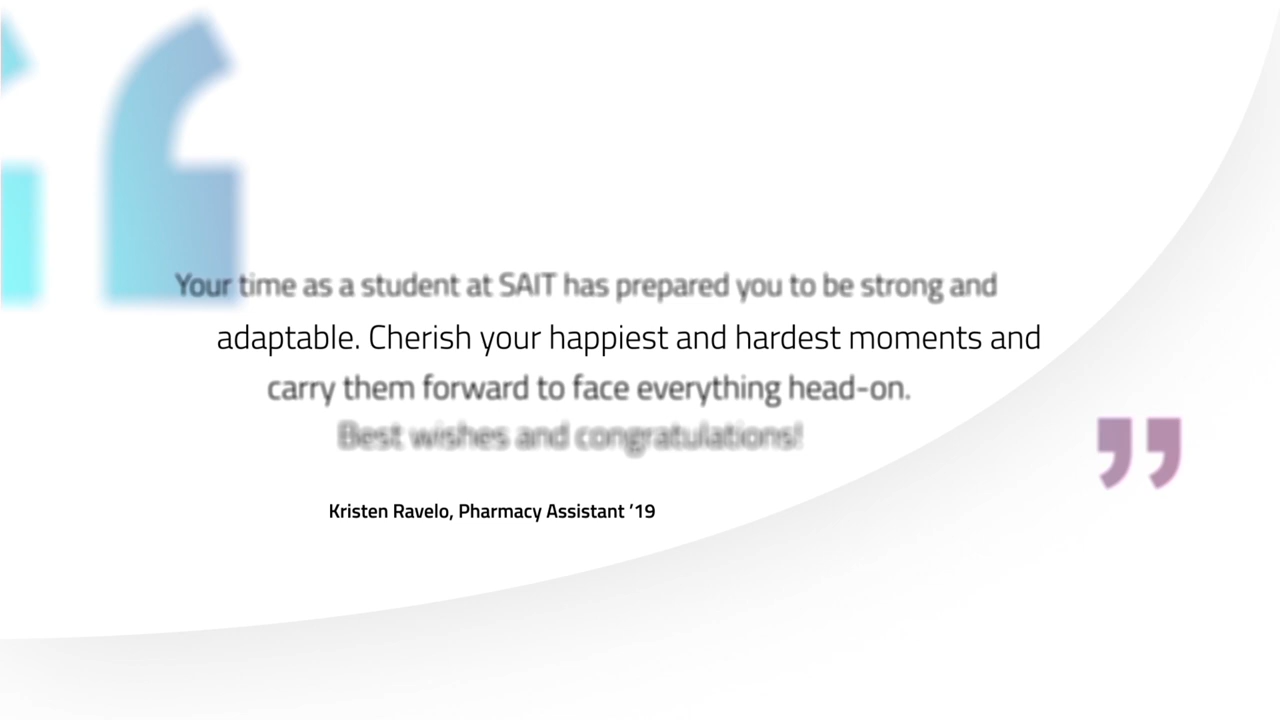 Your time as a student at SAIT has prepared you to be strong and
adaptable. Cherish your happiest and hardest moments and
carry them forward to face everything head-on.
Best wishes and congratulations!
Kristen Ravelo, Pharmacy Assistant ’19